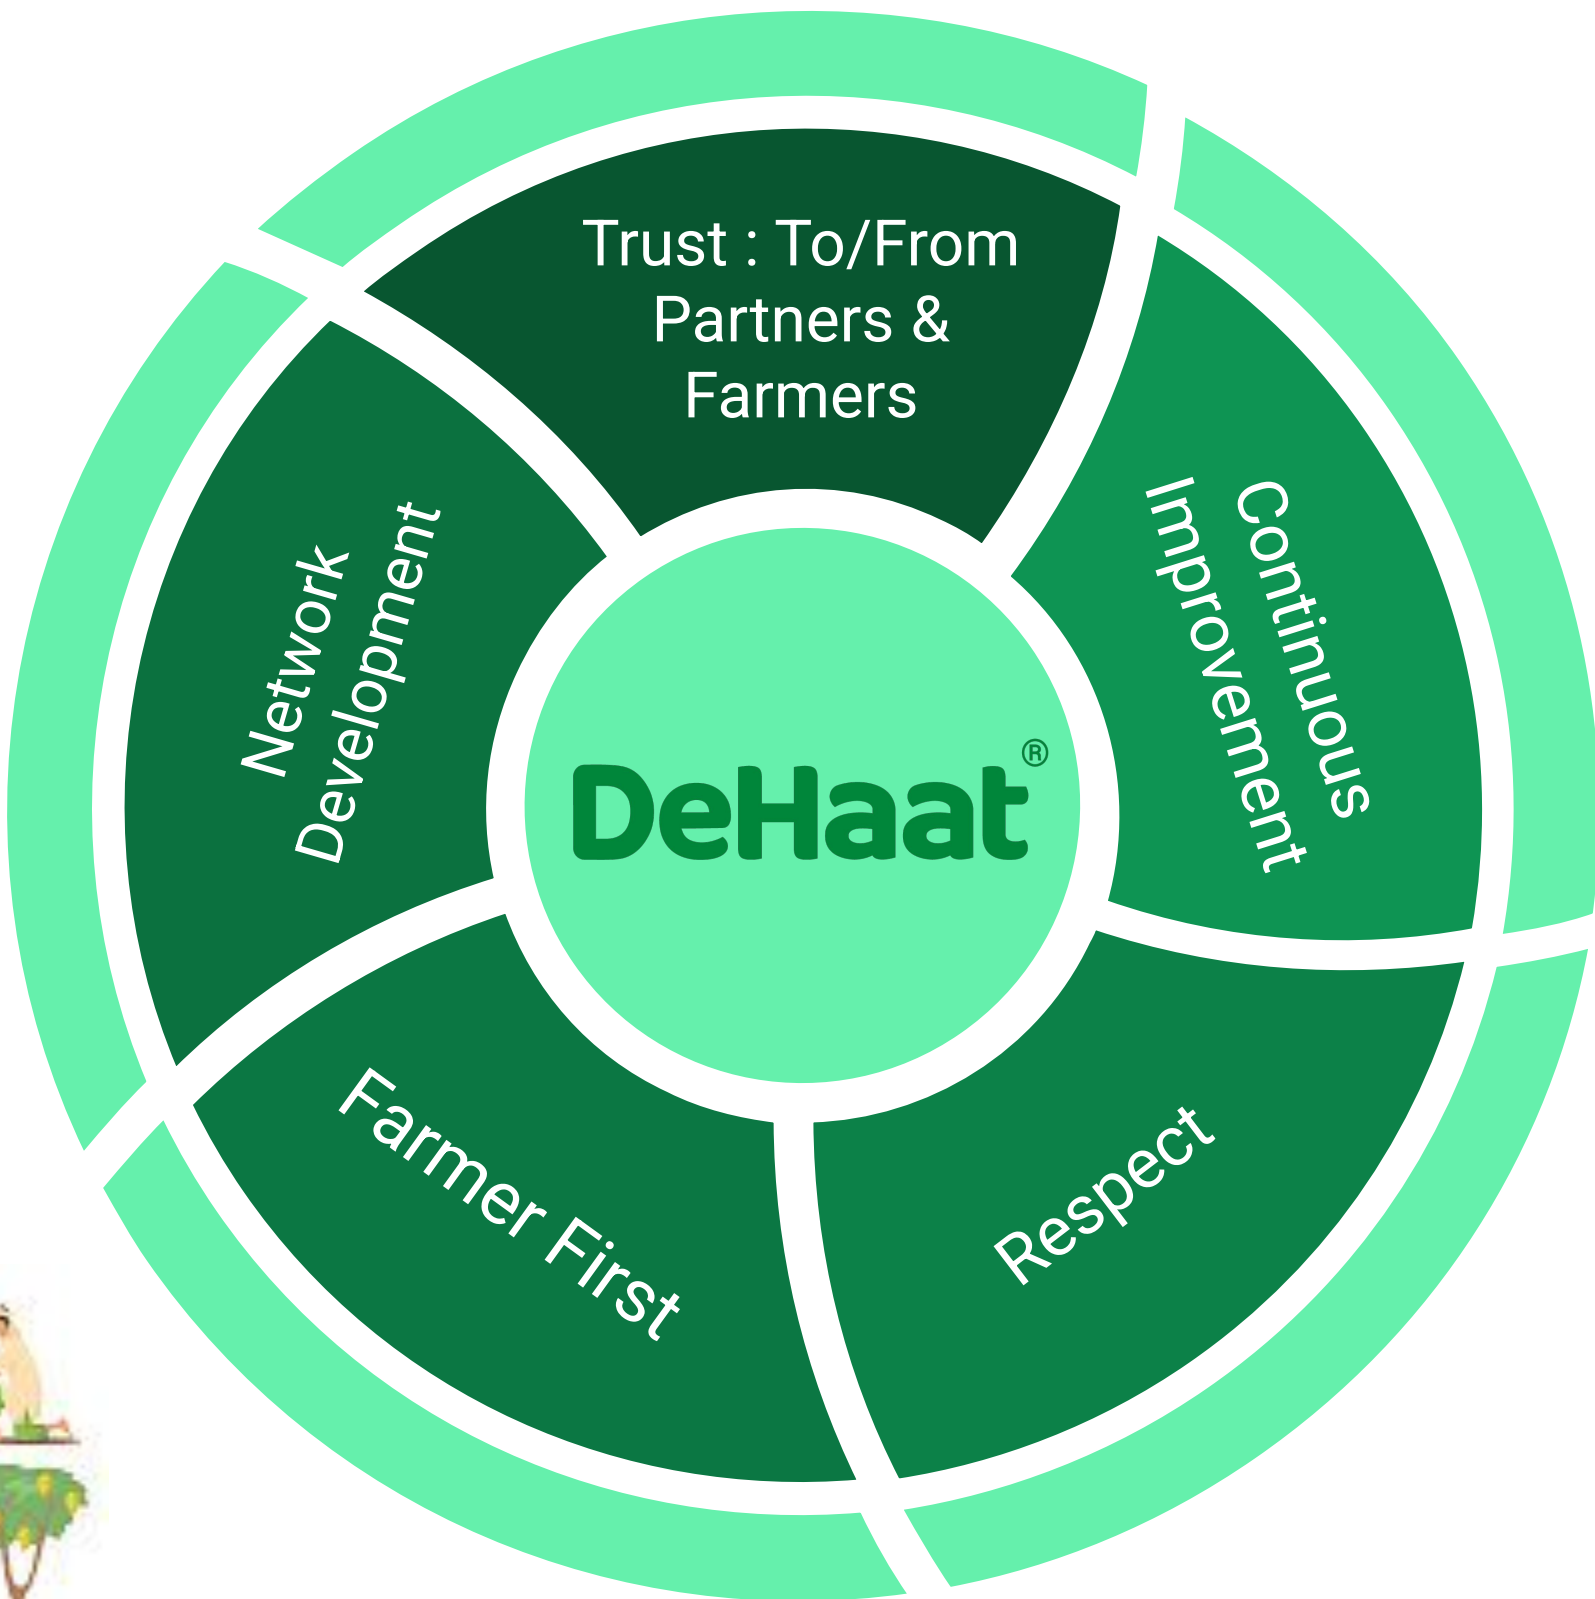 Trust : To/From
Partners &
Farmers
Continuous
Improvement
Respect
Farmer First
Network
Development
DeHaat®